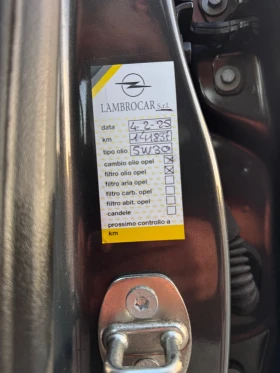 LAMBROCAR S.r.l.
data 4-2-25
km
tipo olio 5W30
cambio olio opel
filtro olio opel
filtro aria opel
filtro carb. opel
filtro abit. opel
candele
prossimo controllo a
km